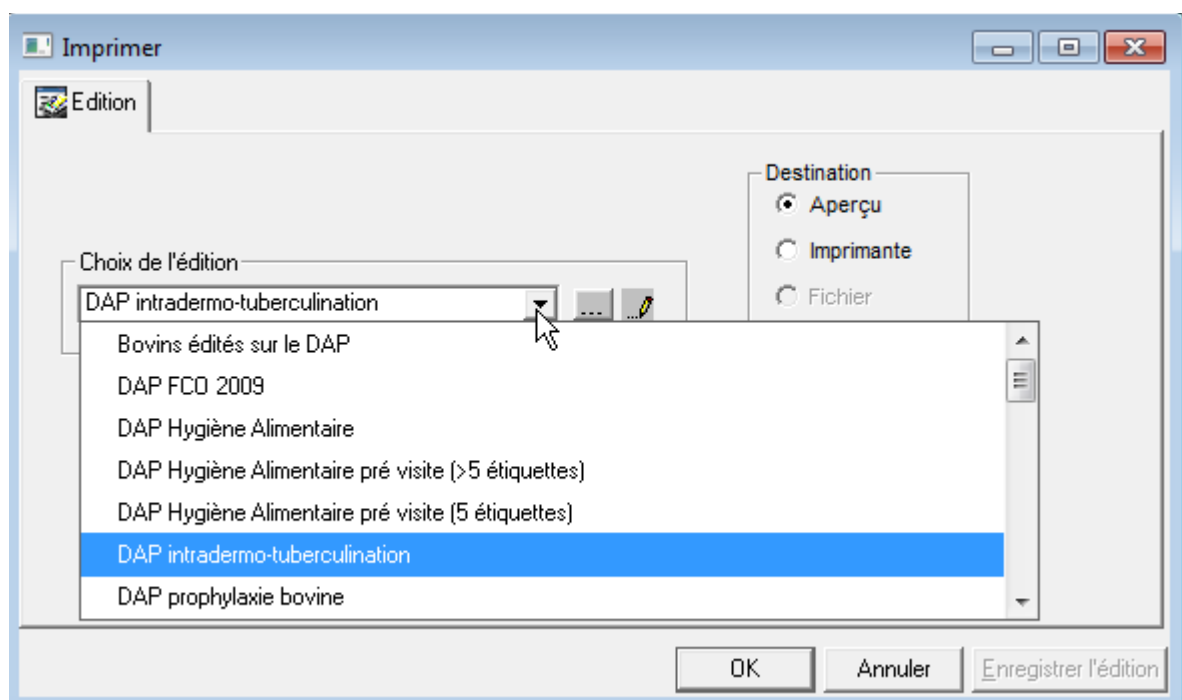 Imprimer
Edition
Destination
Aperçu
Imprimante
Fichier
Choix de l'édition
DAP intradermo-tuberculination
...
Bovins édités sur le DAP
DAP FCO 2009
DAP Hygiène Alimentaire
DAP Hygiène Alimentaire pré visite (>5 étiquettes)
DAP Hygiène Alimentaire pré visite (5 étiquettes)
DAP intradermo-tuberculination
DAP prophylaxie bovine
OK Annuler Enregistrer l'édition